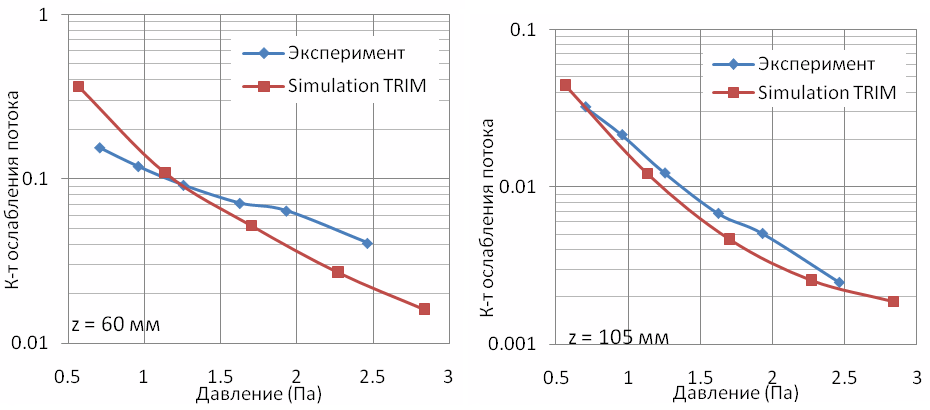 К-т ослабления потока
1
0.1
0.01
Эксперимент
Simulation TRIM
z = 60 мм
0.5 1 1.5 2 2.5 3
Давление (Па)
К-т ослабления потока
0.1
0.01
0.001
Эксперимент
Simulation TRIM
z = 105 мм
0.5 1 1.5 2 2.5 3
Давление (Па)